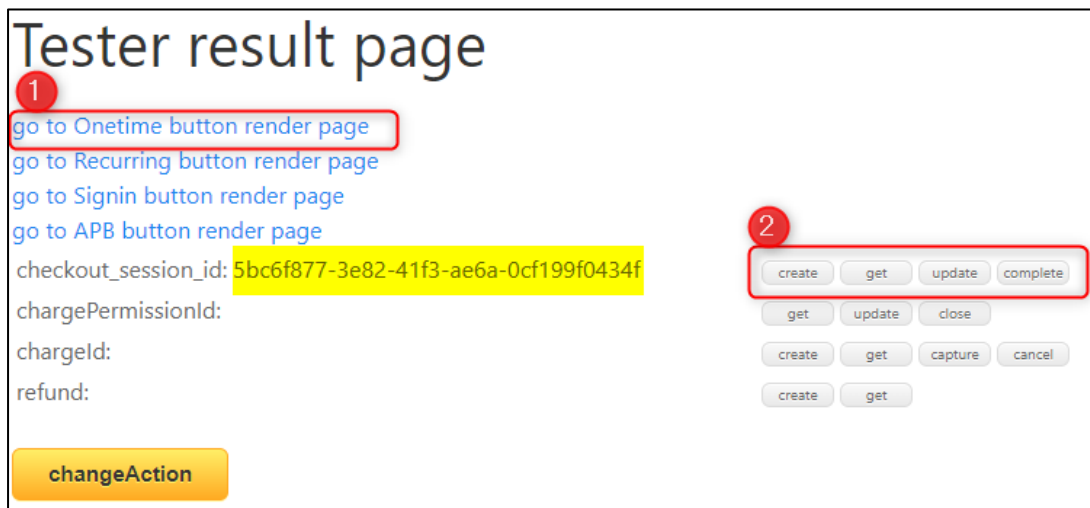 Tester result page
1
go to Onetime button render page
go to Recurring button render page
go to Signin button render page
go to APB button render page
2
checkout_session_id: 5bc6f877-3e82-41f3-ae6a-0cf199f0434f create get update complete
chargePermissionId: get update close
chargeId: create get capture cancel
refund: create get
changeAction